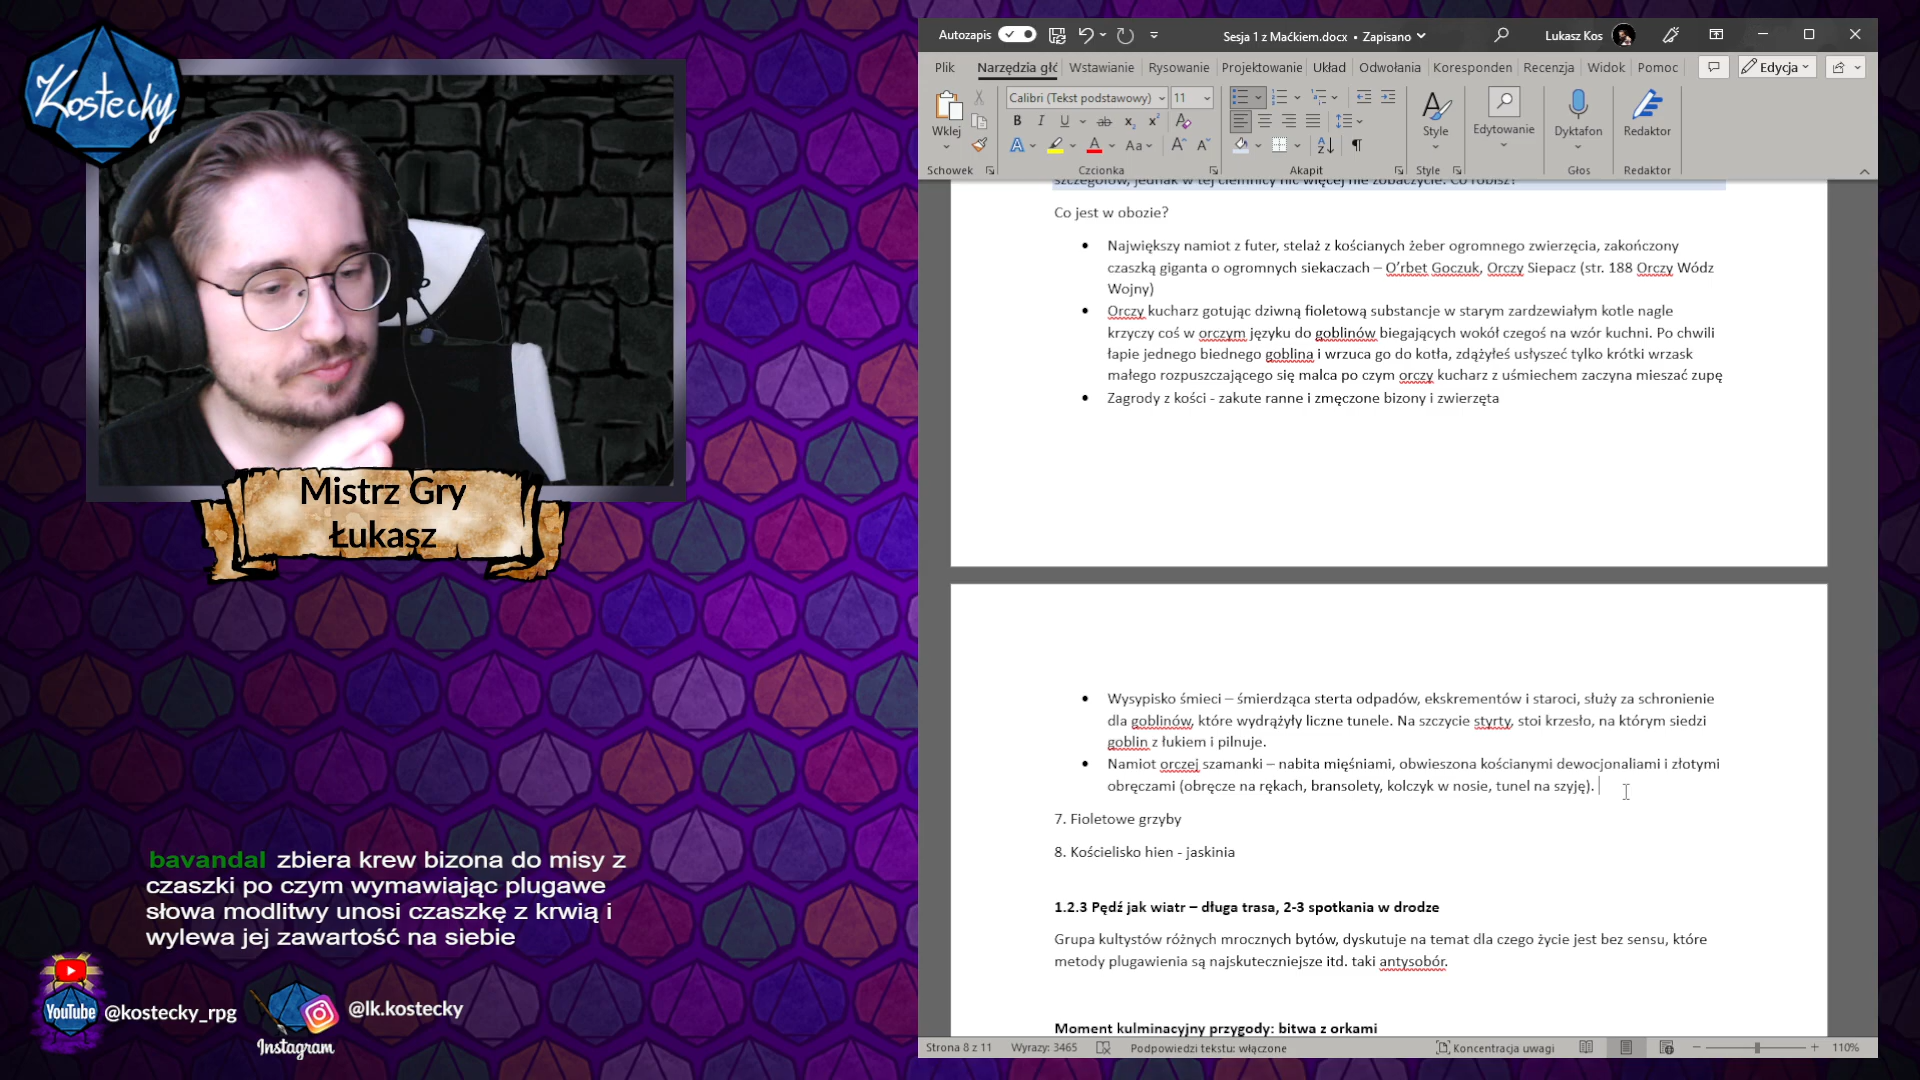 Kostecky
Mistrz Gry
Łukasz
bavandal zbiera krew bizona do misy z
czaszki po czym wymawiając plugawe
słowa modlitwy unosi czaszkę z krwią i
wylewa jej zawartość na siebie
YouTube @kostecky_rpg
Instagram @lk.kostecky
Autozapis
Sesja 1 z Maćkiem.docx • Zapisano
Lukasz Kos
Plik Narzędzia głć Wstawianie Rysowanie Projektowanie Układ Odwołania Koresponden Recenzja Widok Pomoc Edycja
Wklej
Calibri (Tekst podstawowy) 11
Style
Edytowanie
Dyktafon
Redaktor
Schowek Czcionka Akapit Style Głos Redaktor
szczegółów, jednak w tej ciemnicy nic więcej nie zobaczycie. Co robisz?
Co jest w obozie?
• Największy namiot z futer, stelaż z kościanych żeber ogromnego zwierzęcia, zakończony
czaszką giganta o ogromnych siekaczach – O’rbet Goczuk, Orczy Siepacz (str. 188 Orczy Wódz
Wojny)
• Orczy kucharz gotując dziwną fioletową substancje w starym zardzewiałym kotle nagle
krzyczy coś w orczym języku do goblinów biegających wokół czegoś na wzór kuchni. Po chwili
łapie jednego biednego goblina i wrzuca go do kotła, zdążyłeś usłyszeć tylko krótki wrzask
małego rozpuszczającego się malca po czym orczy kucharz z uśmiechem zaczyna mieszać zupę
• Zagrody z kości - zakute ranne i zmęczone bizony i zwierzęta
• Wysypisko śmieci – śmierdząca sterta odpadów, ekskrementów i staroci, służy za schronienie
dla goblinów, które wydrążyły liczne tunele. Na szczycie styrty, stoi krzesło, na którym siedzi
goblin z łukiem i pilnuje.
• Namiot orczej szamanki – nabita mięśniami, obwieszona kościanymi dewocjonaliami i złotymi
obręczami (obręcze na rękach, bransolety, kolczyk w nosie, tunel na szyję).
7. Fioletowe grzyby
8. Kościelisko hien - jaskinia
1.2.3 Pędź jak wiatr – długa trasa, 2-3 spotkania w drodze
Grupa kultystów różnych mrocznych bytów, dyskutuje na temat dla czego życie jest bez sensu, które
metody plugawienia są najskuteczniejsze itd. taki antysobór.
Moment kulminacyjny przygody: bitwa z orkami
Strona 8 z 11 Wyrazy: 3465 Podpowiedzi tekstu: włączone Koncentracja uwagi 110%